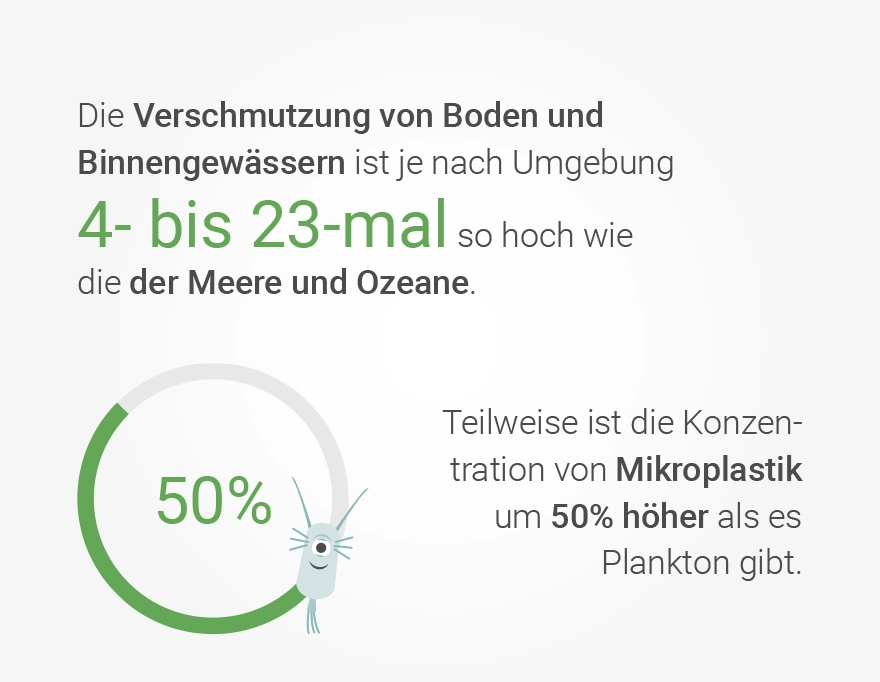 Die Verschmutzung von Boden und
Binnengewässern ist je nach Umgebung
4- bis 23-mal so hoch wie
die der Meere und Ozeane.
50%
Teilweise ist die Konzen-
tration von Mikroplastik
um 50% höher als es
Plankton gibt.